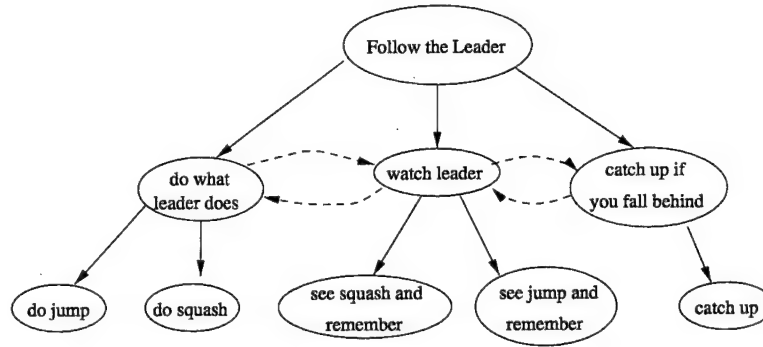 Follow the Leader
do what
leader does
watch leader
catch up if
you fall behind
do jump
do squash
see squash and
remember
see jump and
remember
catch up